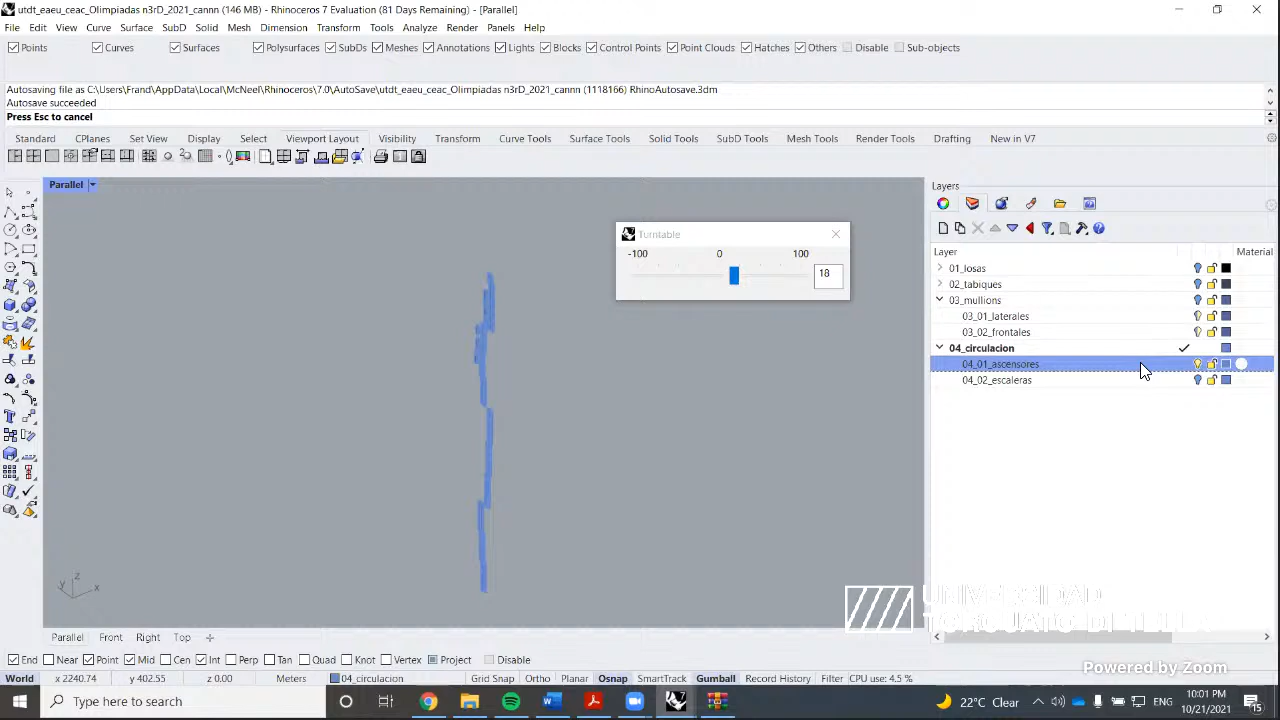 utdt_eaeu_ceac_Olimpiadas n3rD_2021_cannn (146 MB) - Rhinoceros 7 Evaluation (81 Days Remaining) - [Parallel]
File Edit View Curve Surface SubD Solid Mesh Dimension Transform Tools Analyze Render Panels Help
Points Curves Surfaces Polysurfaces SubDs Meshes Annotations Lights Blocks Control Points Point Clouds Hatches Others Disable Sub-objects
Autosaving file as C:\Users\Frand\AppData\Local\McNeel\Rhinoceros\7.0\AutoSave\utdt_eaeu_ceac_Olimpiadas n3rD_2021_cannn (1118166) RhinoAutosave.3dm
Autosave succeeded
Press Esc to cancel
Standard CPlanes Set View Display Select Viewport Layout Visibility Transform Curve Tools Surface Tools Solid Tools SubD Tools Mesh Tools Render Tools Drafting New in V7
Parallel
Turntable
-100 0 100
18
Layers
Layer Material
01_losas
02_tabiques
03_mullions
03_01_laterales
03_02_frontales
04_circulacion
04_01_ascensores
04_02_escaleras
z
y x
UNIVERSIDAD
TORCUATO DI TELLA
Parallel Front Right Top
End Near Point Mid Cen Int Perp Tan Quad Knot Vertex Project Disable
Powered by Zoom
World x 2240.74 y 402.55 z 0.00 Meters 04_circulacion Grid Snap Ortho Planar Osnap SmartTrack Gumball Record History Filter CPU use: 4.5 %
Type here to search
22°C Clear
ENG
10:01 PM
10/21/2021
15